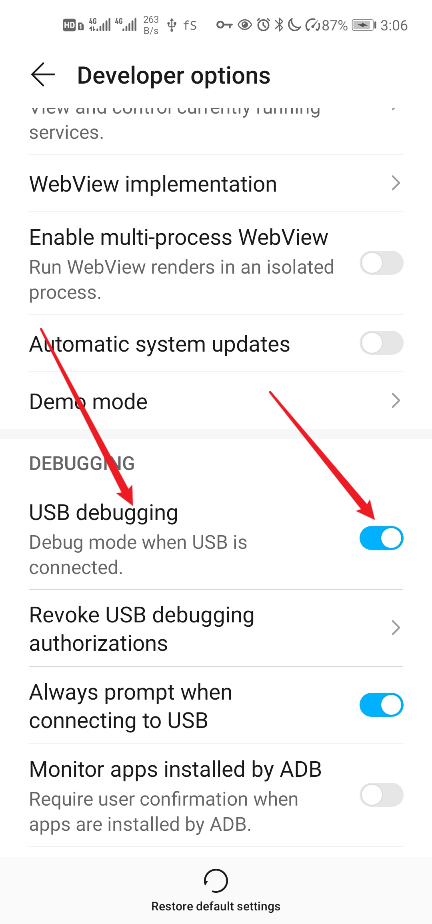 HD 4G 4G 263 B/s fS 87% 3:06
Developer options
View and control currently running
services.
WebView implementation
Enable multi-process WebView
Run WebView renders in an isolated
process.
Automatic system updates
Demo mode
DEBUGGING
USB debugging
Debug mode when USB is
connected.
Revoke USB debugging
authorizations
Always prompt when
connecting to USB
Monitor apps installed by ADB
Require user confirmation when
apps are installed by ADB.
Restore default settings